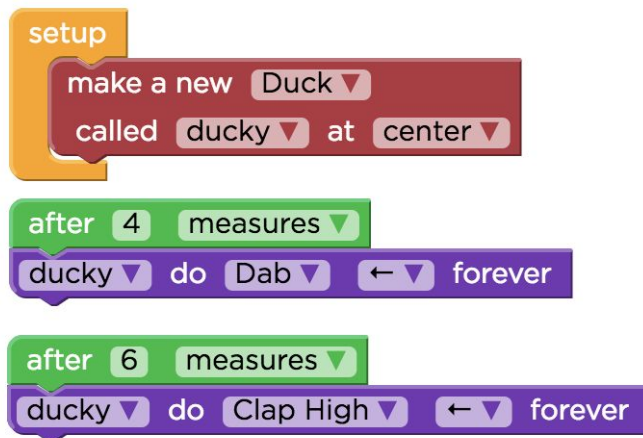 setup
make a new Duck ▼
called ducky ▼ at center ▼
after 4 measures ▼
ducky ▼ do Dab ▼ ← ▼ forever
after 6 measures ▼
ducky ▼ do Clap High ▼ ← ▼ forever